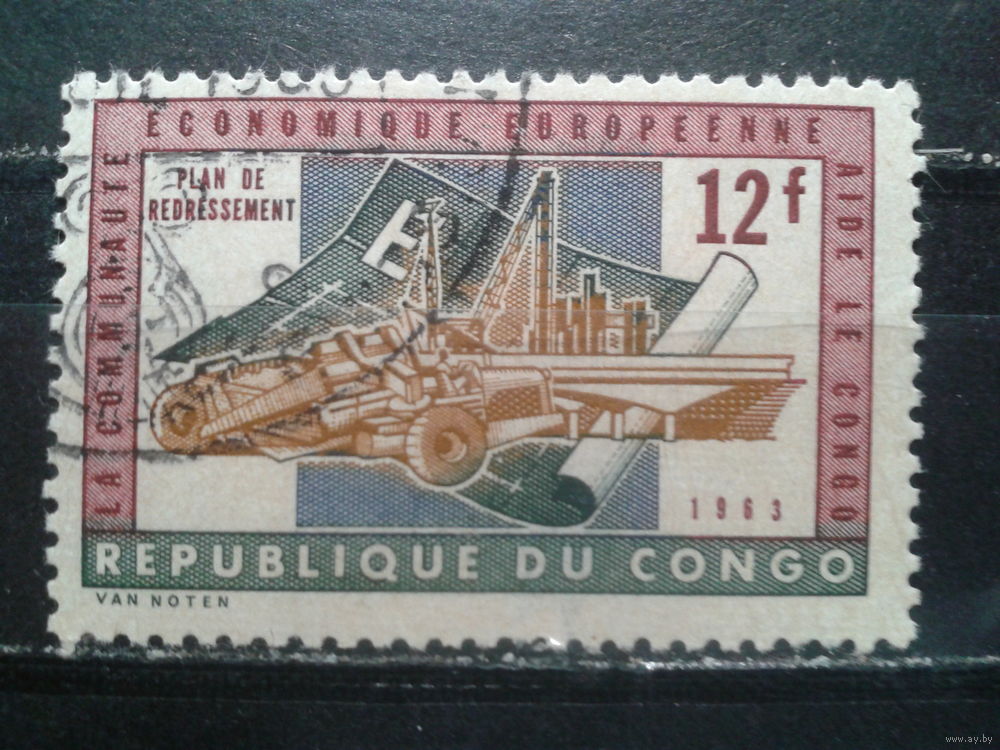 LA COMMUNAUTE
ECONOMIQUE EUROPEENNE
AIDE LE CONGO
PLAN DE
REDRESSEMENT
12f
1963
REPUBLIQUE DU CONGO
VAN NOTEN
www.ay.by